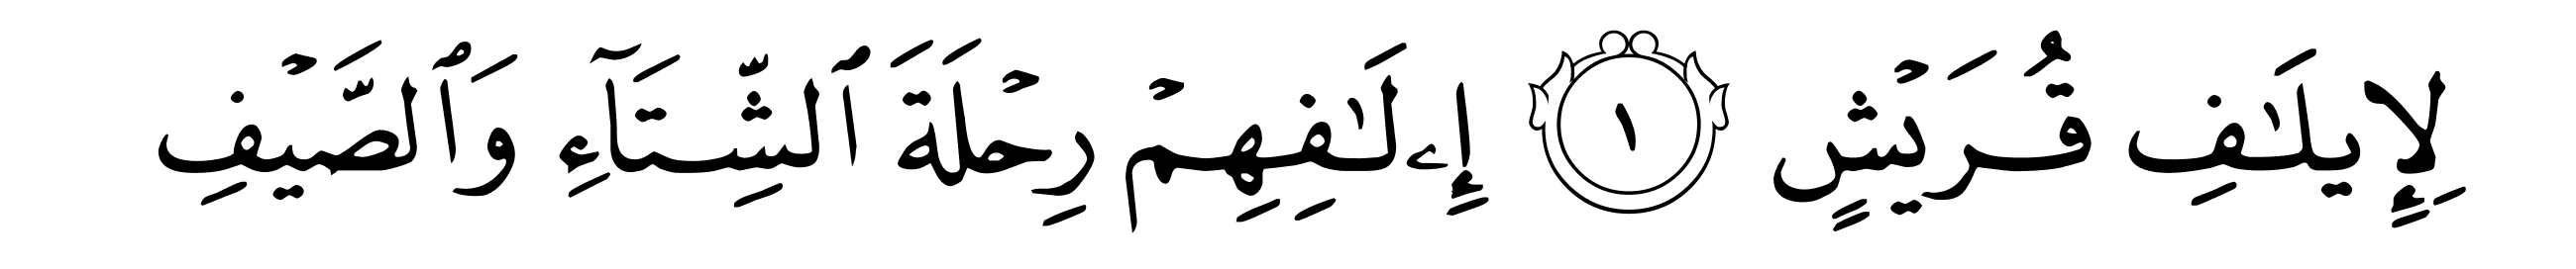 لِإِيلَٰفِ قُرَيْشٍ ١ إِۦلَٰفِهِمْ رِحْلَةَ ٱلشِّتَآءِ وَٱلصَّيْفِ